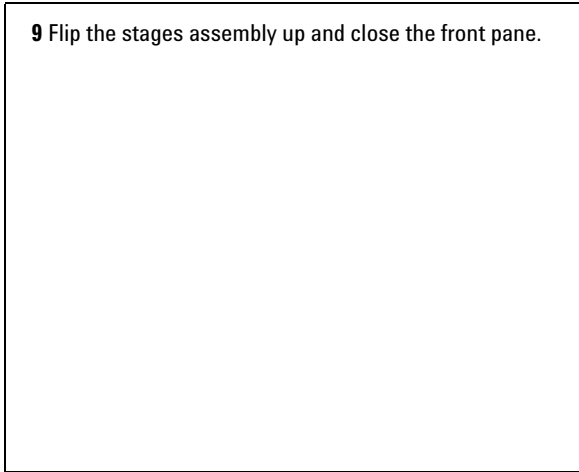 9 Flip the stages assembly up and close the front pane.